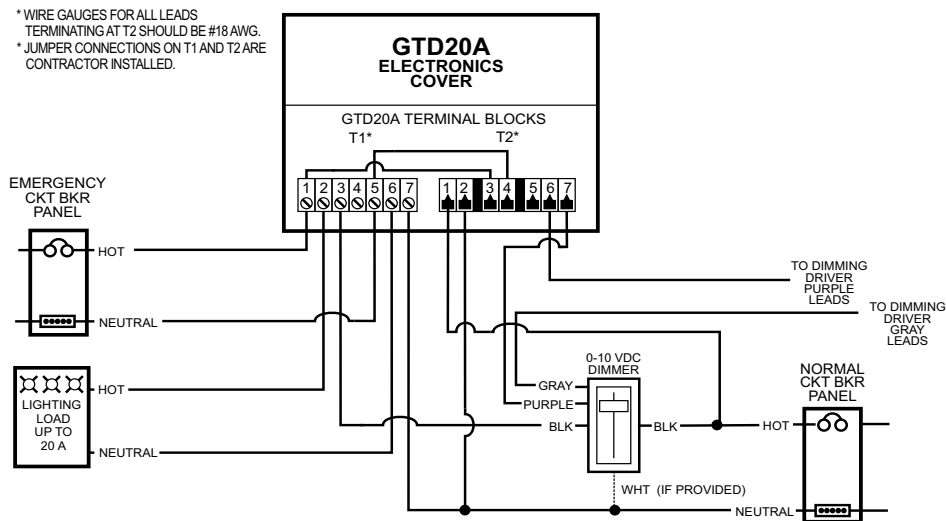 * WIRE GAUGES FOR ALL LEADS
TERMINATING AT T2 SHOULD BE #18 AWG.
* JUMPER CONNECTIONS ON T1 AND T2 ARE
CONTRACTOR INSTALLED.
GTD20A
ELECTRONICS
COVER
GTD20A TERMINAL BLOCKS
T1* T2*
1 2 3 4 5 6 7 1 2 3 4 5 6 7
EMERGENCY
CKT BKR
PANEL
HOT
NEUTRAL
TO DIMMING
DRIVER
PURPLE
LEADS
TO DIMMING
DRIVER
GRAY
LEADS
0-10 VDC
DIMMER
GRAY
PURPLE
BLK
BLK
HOT
NORMAL
CKT BKR
PANEL
HOT
LIGHTING
LOAD
UP TO
20 A
NEUTRAL
WHT (IF PROVIDED)
NEUTRAL